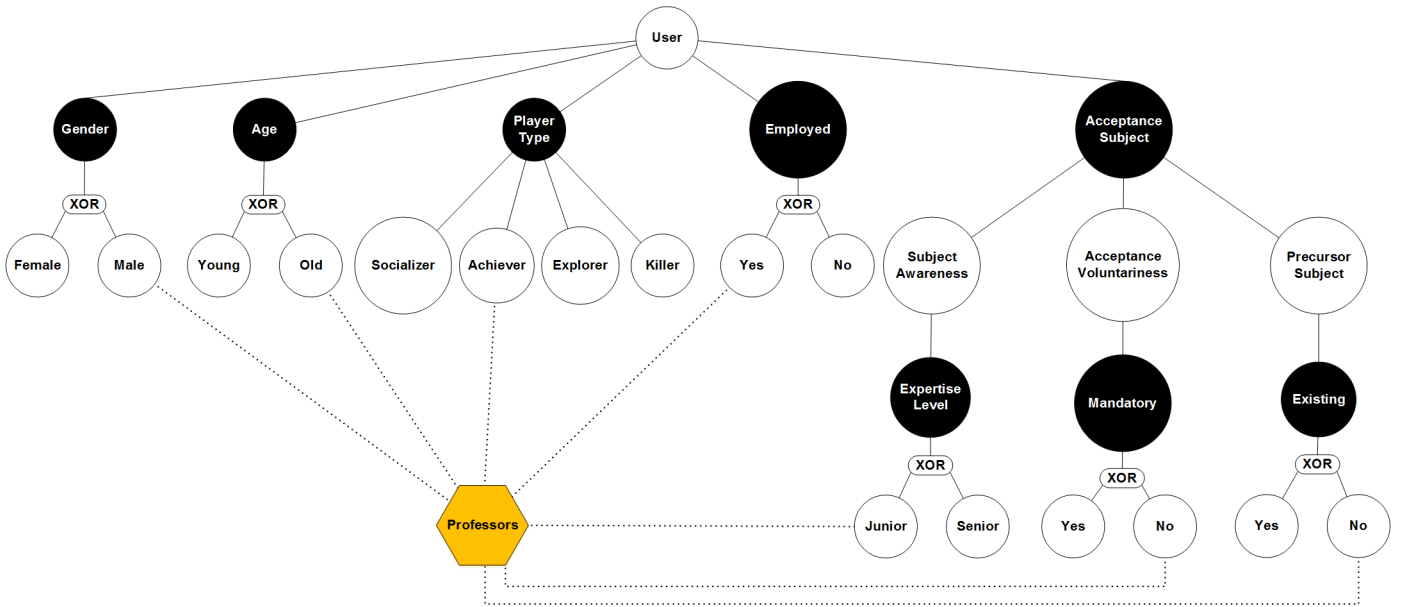 User
Gender
Age
Player
Type
Employed
Acceptance
Subject
XOR
XOR
XOR
Female
Male
Young
Old
Socializer
Achiever
Explorer
Killer
Yes
No
Subject
Awareness
Acceptance
Voluntariness
Precursor
Subject
Expertise
Level
Mandatory
Existing
XOR
XOR
XOR
Professors
Junior
Senior
Yes
No
Yes
No